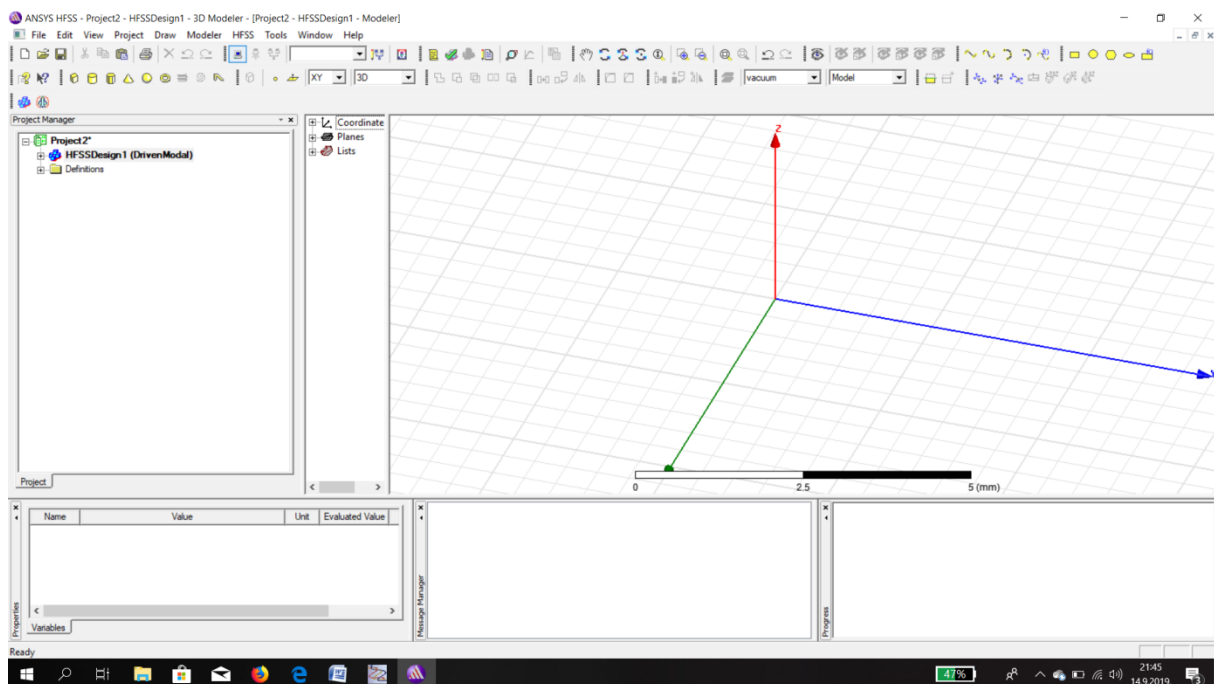 ANSYS HFSS - Project2 - HFSSDesign1 - 3D Modeler - [Project2 - HFSSDesign1 - Modeler]
File Edit View Project Draw Modeler HFSS Tools Window Help
XY 3D vacuum Model
Project Manager
Project2*
HFSSDesign1 (DrivenModal)
Definitions
Project
Coordinate
Planes
Lists
Z
0 2.5 5 (mm)
Name Value Unit Evaluated Value
Variables
Properties
Message Manager
Progress
Ready
47%
21:45
14.9.2019
3